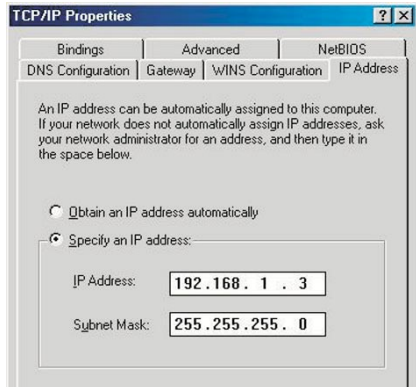 TCP/IP Properties ? ×
Bindings Advanced NetBIOS
DNS Configuration Gateway WINS Configuration IP Address
An IP address can be automatically assigned to this computer.
If your network does not automatically assign IP addresses, ask
your network administrator for an address, and then type it in
the space below.
Obtain an IP address automatically
Specify an IP address:
IP Address: 192.168. 1 . 3
Subnet Mask: 255.255.255. 0